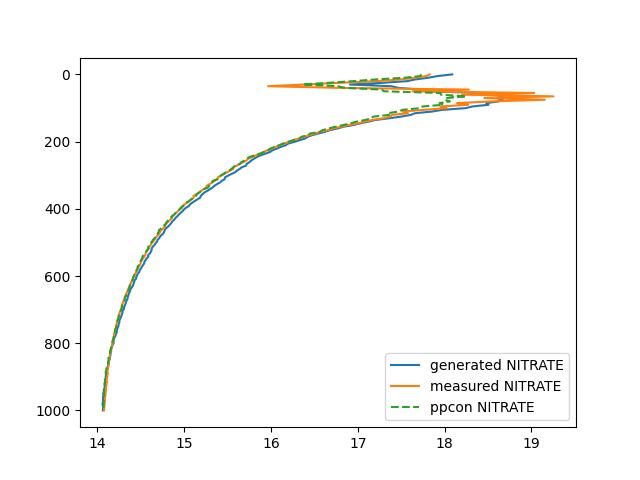 0
200
400
600
800
1000
14 15 16 17 18 19
generated NITRATE
measured NITRATE
ppcon NITRATE